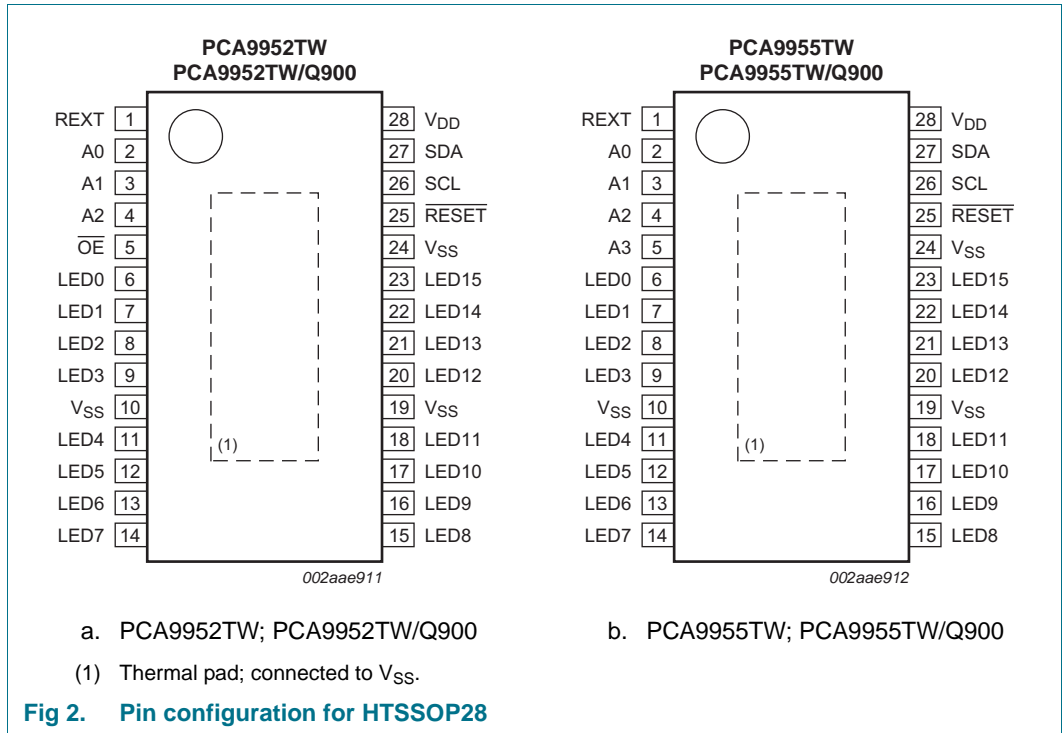 PCA9952TW
PCA9952TW/Q900
REXT 1
A0 2
A1 3
A2 4
OE 5
LED0 6
LED1 7
LED2 8
LED3 9
VSS 10
LED4 11
LED5 12
LED6 13
LED7 14
28 VDD
27 SDA
26 SCL
25 RESET
24 VSS
23 LED15
22 LED14
21 LED13
20 LED12
19 VSS
18 LED11
17 LED10
16 LED9
15 LED8
(1)
002aae911
a. PCA9952TW; PCA9952TW/Q900
PCA9955TW
PCA9955TW/Q900
REXT 1
A0 2
A1 3
A2 4
A3 5
LED0 6
LED1 7
LED2 8
LED3 9
VSS 10
LED4 11
LED5 12
LED6 13
LED7 14
28 VDD
27 SDA
26 SCL
25 RESET
24 VSS
23 LED15
22 LED14
21 LED13
20 LED12
19 VSS
18 LED11
17 LED10
16 LED9
15 LED8
(1)
002aae912
b. PCA9955TW; PCA9955TW/Q900
(1) Thermal pad; connected to VSS.
Fig 2. Pin configuration for HTSSOP28